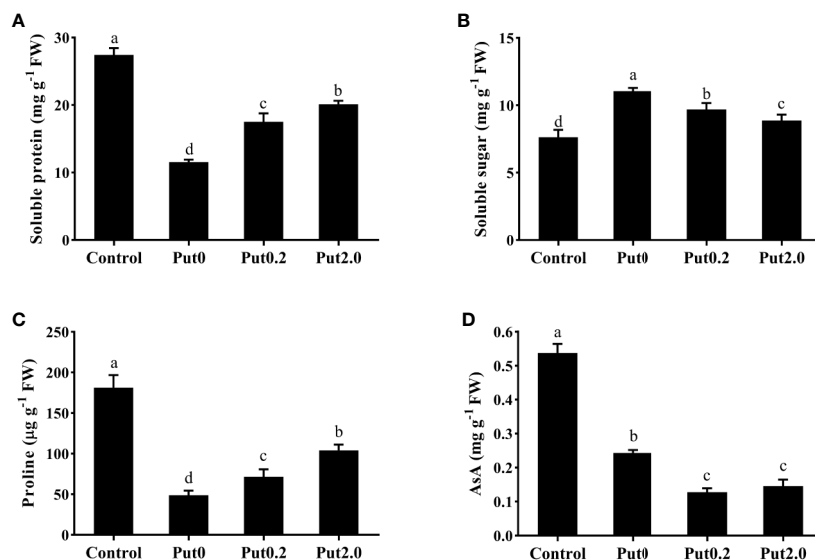 A
Soluble protein (mg g-1 FW)
30
20
10
0
a
d
c
b
Control Put0 Put0.2 Put2.0
B
Soluble sugar (mg g-1 FW)
15
10
5
0
d
a
b
c
Control Put0 Put0.2 Put2.0
C
Proline (μg g-1 FW)
250
200
150
100
50
0
a
d
c
b
Control Put0 Put0.2 Put2.0
D
AsA (mg g-1 FW)
0.6
0.5
0.4
0.3
0.2
0.1
0.0
a
b
c
c
Control Put0 Put0.2 Put2.0